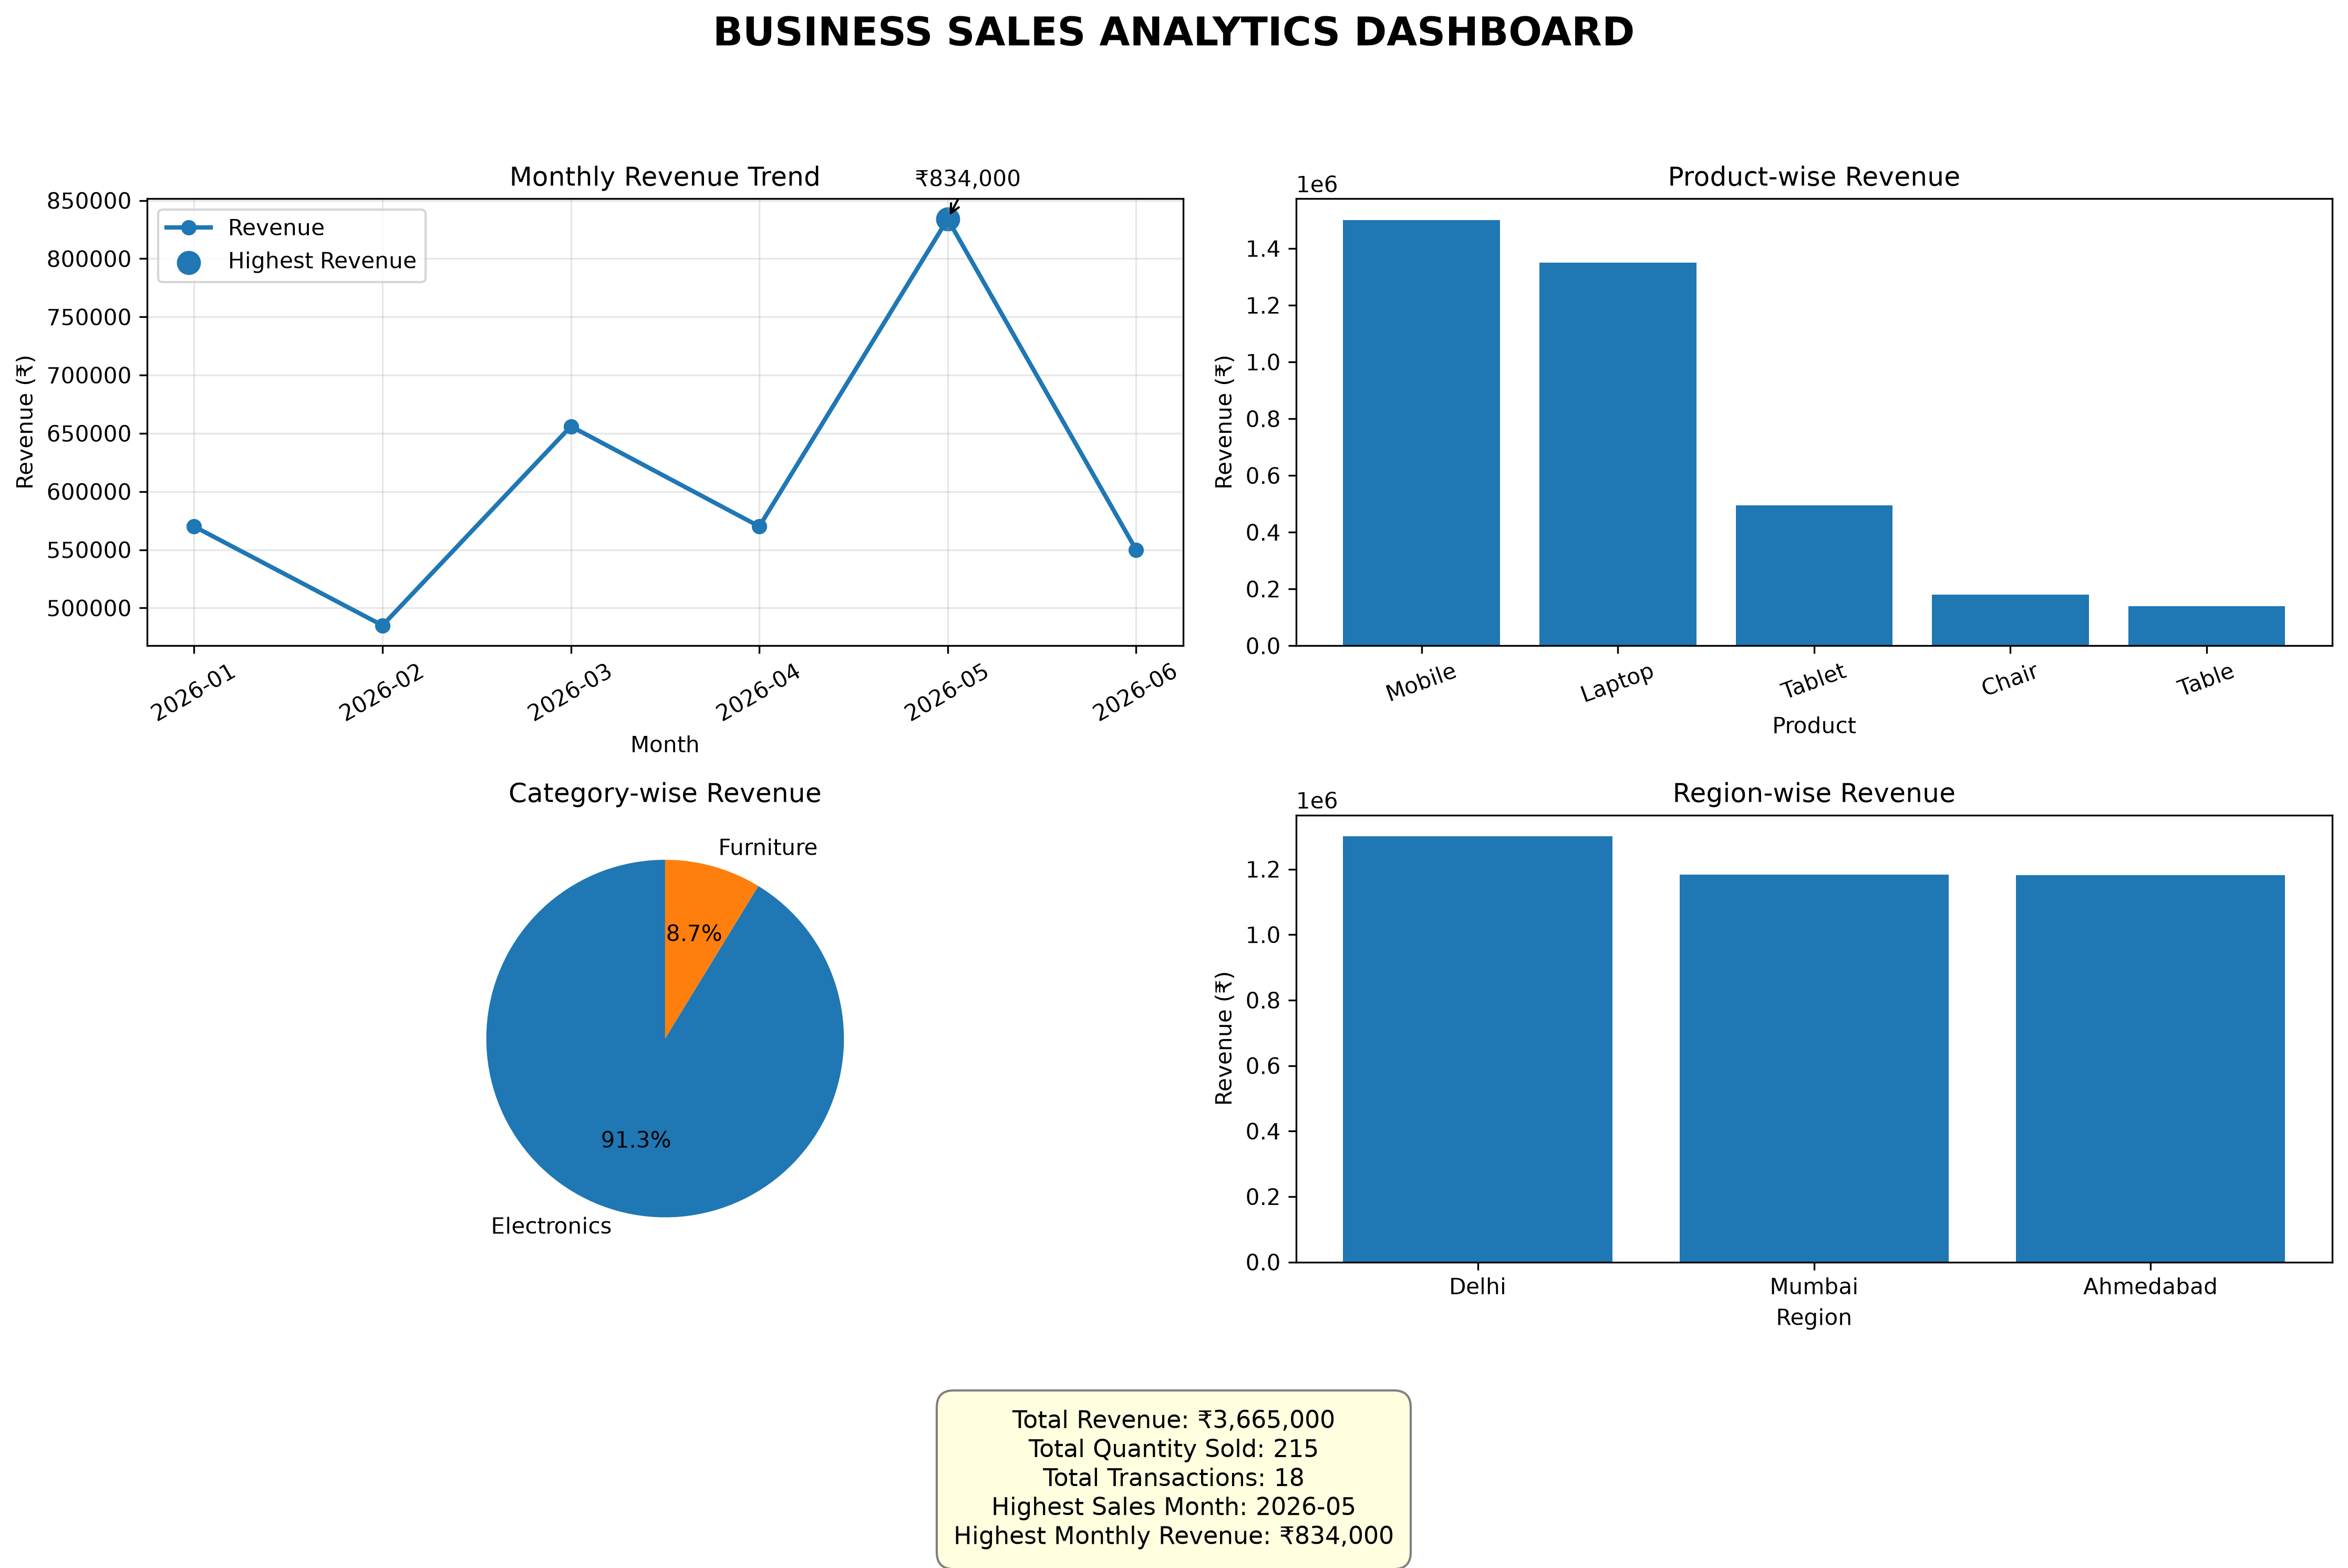 BUSINESS SALES ANALYTICS DASHBOARD
Monthly Revenue Trend
₹834,000
Revenue
Highest Revenue
850000
800000
750000
700000
650000
600000
550000
500000
Revenue (₹)
2026-01
2026-02
2026-03
2026-04
2026-05
2026-06
Month
Product-wise Revenue
1e6
1.4
1.2
1.0
0.8
0.6
0.4
0.2
0.0
Revenue (₹)
Mobile
Laptop
Tablet
Chair
Table
Product
Category-wise Revenue
Furniture
8.7%
91.3%
Electronics
Region-wise Revenue
1e6
1.2
1.0
0.8
0.6
0.4
0.2
0.0
Revenue (₹)
Delhi
Mumbai
Ahmedabad
Region
Total Revenue: ₹3,665,000
Total Quantity Sold: 215
Total Transactions: 18
Highest Sales Month: 2026-05
Highest Monthly Revenue: ₹834,000